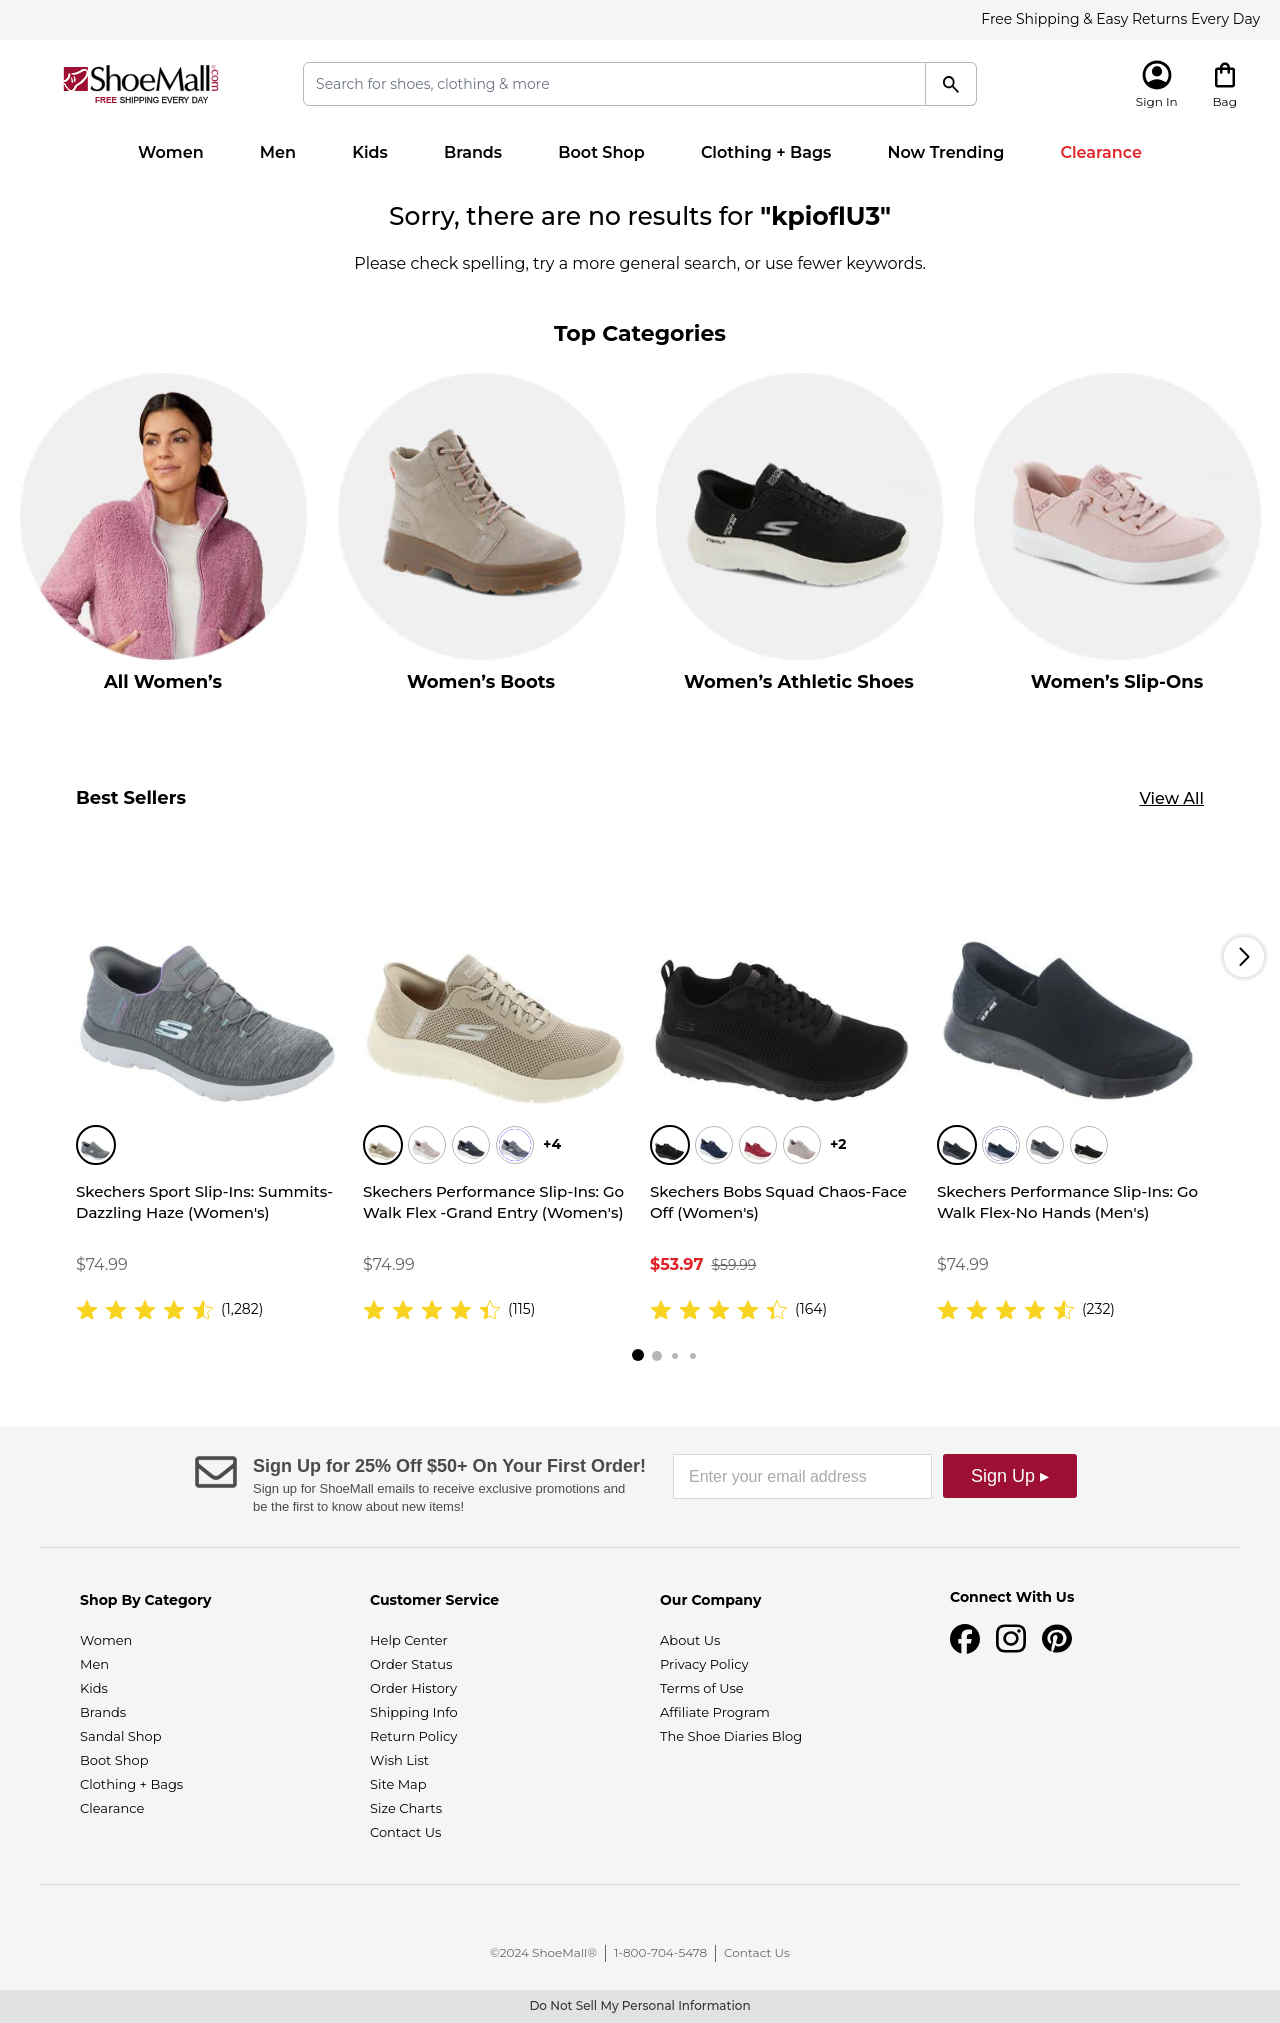 Free Shipping & Easy Returns Every Day
ShoeMall®.com
FREE SHIPPING EVERY DAY
Search for shoes, clothing & more
Sign In
Bag
Women Men Kids Brands Boot Shop Clothing + Bags Now Trending Clearance
Sorry, there are no results for "kpioflU3"
Please check spelling, try a more general search, or use fewer keywords.
Top Categories
All Women’s
Women’s Boots
Women’s Athletic Shoes
Women’s Slip-Ons
Best Sellers
View All
Skechers Sport Slip-Ins: Summits-
Dazzling Haze (Women's)
$74.99
(1,282)
+4
Skechers Performance Slip-Ins: Go
Walk Flex -Grand Entry (Women's)
$74.99
(115)
+2
Skechers Bobs Squad Chaos-Face
Off (Women's)
$53.97 $59.99
(164)
Skechers Performance Slip-Ins: Go
Walk Flex-No Hands (Men's)
$74.99
(232)
Sign Up for 25% Off $50+ On Your First Order!
Sign up for ShoeMall emails to receive exclusive promotions and
be the first to know about new items!
Enter your email address
Sign Up ▸
Shop By Category
Women
Men
Kids
Brands
Sandal Shop
Boot Shop
Clothing + Bags
Clearance
Customer Service
Help Center
Order Status
Order History
Shipping Info
Return Policy
Wish List
Site Map
Size Charts
Contact Us
Our Company
About Us
Privacy Policy
Terms of Use
Affiliate Program
The Shoe Diaries Blog
Connect With Us
©2024 ShoeMall® | 1-800-704-5478 | Contact Us
Do Not Sell My Personal Information